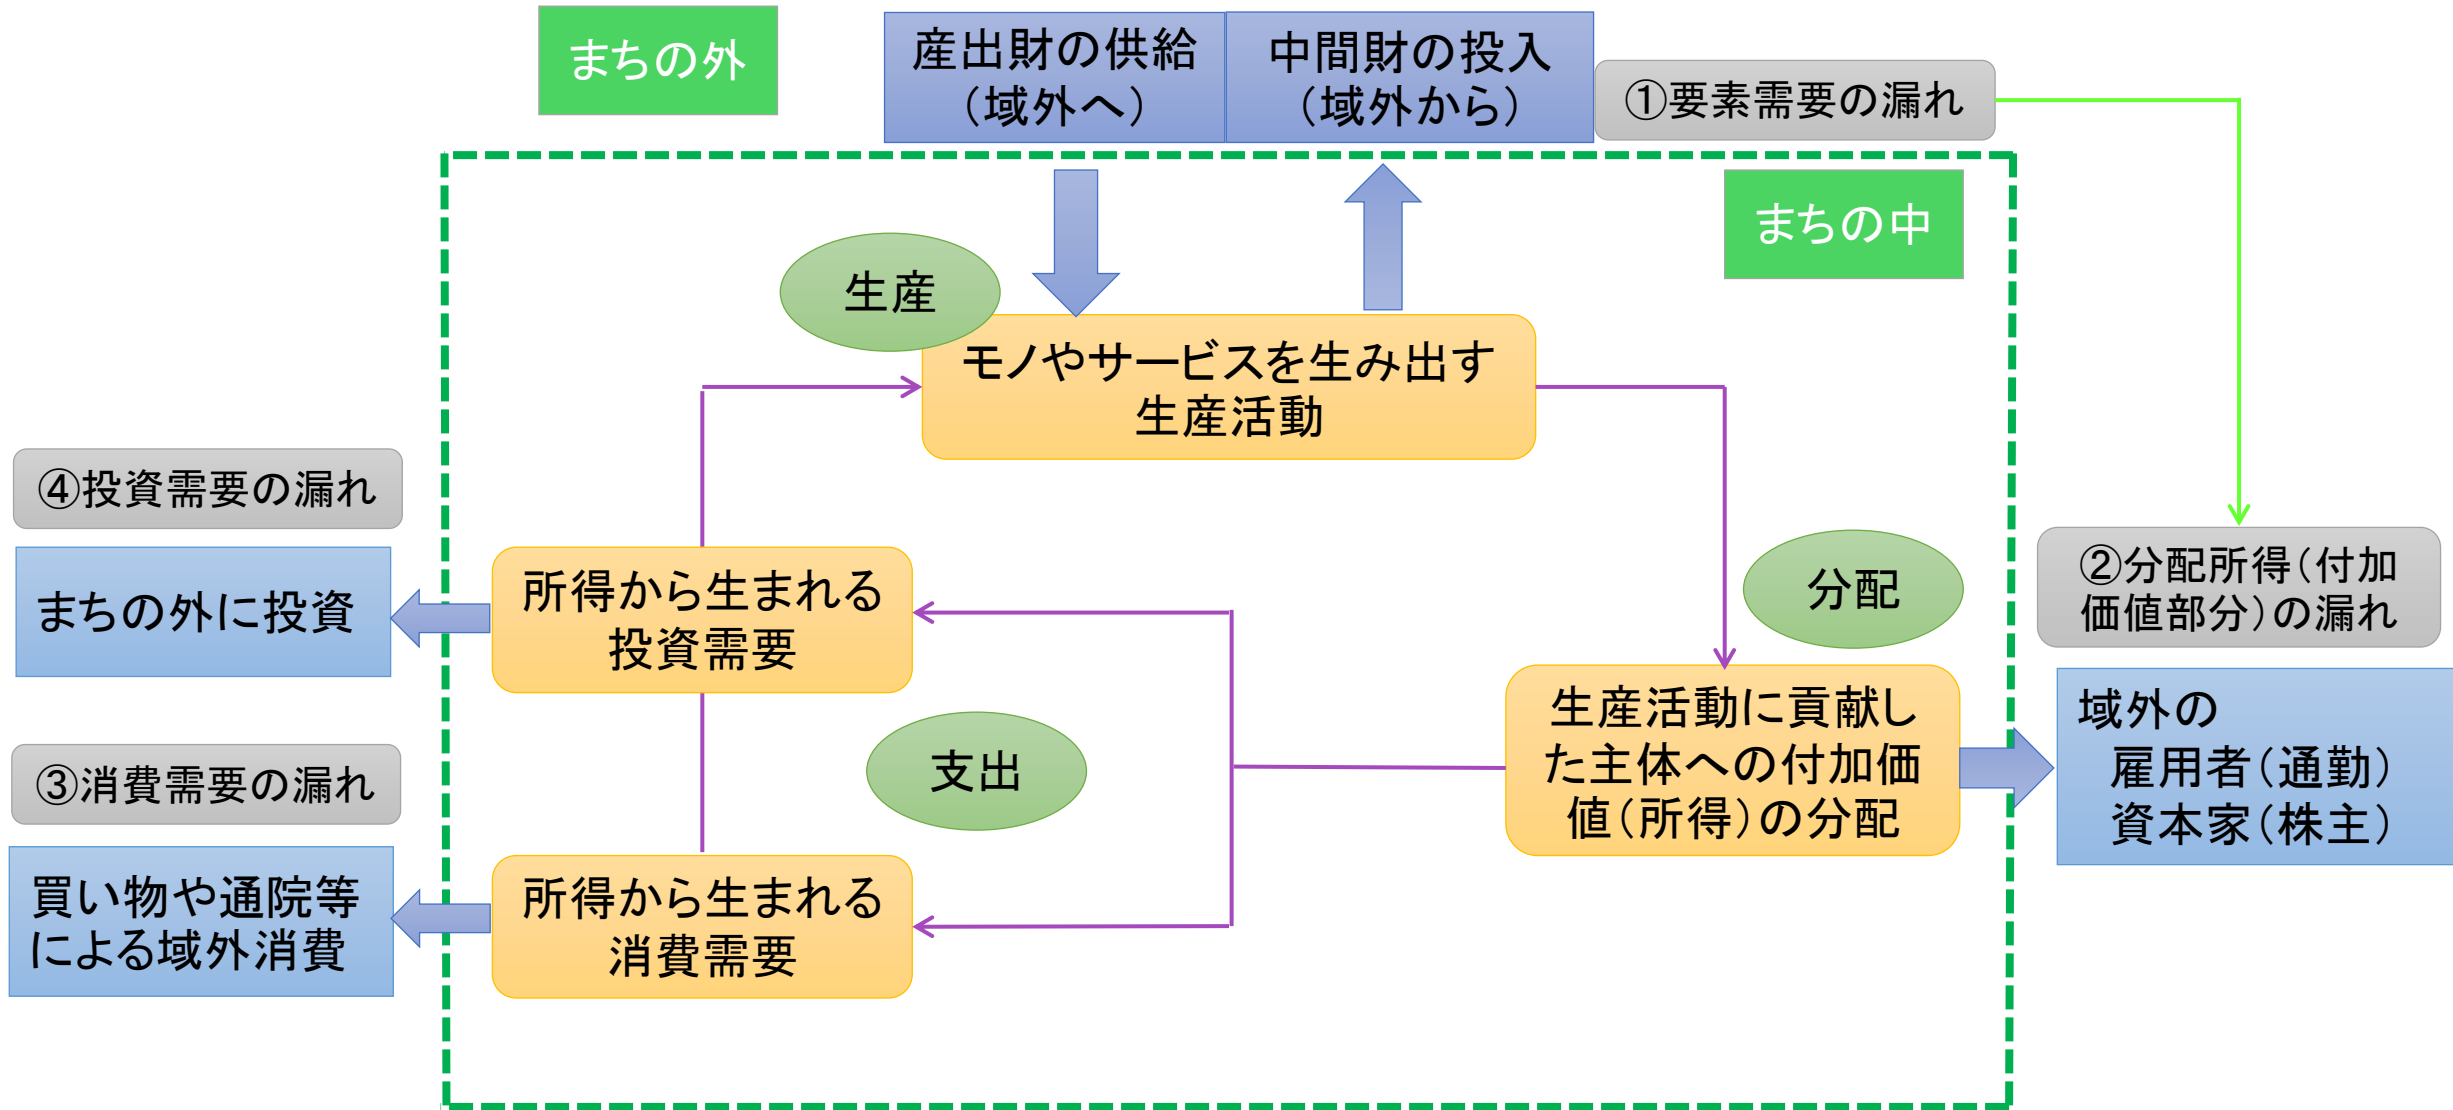 まちの外
産出財の供給
（域外へ）
中間財の投入
（域外から）
①要素需要の漏れ
まちの中
生産
モノやサービスを生み出す
生産活動
④投資需要の漏れ
まちの外に投資
所得から生まれる
投資需要
分配
②分配所得（付加
価値部分）の漏れ
生産活動に貢献し
た主体への付加価
値（所得）の分配
域外の
雇用者（通勤）
資本家（株主）
支出
③消費需要の漏れ
買い物や通院等
による域外消費
所得から生まれる
消費需要